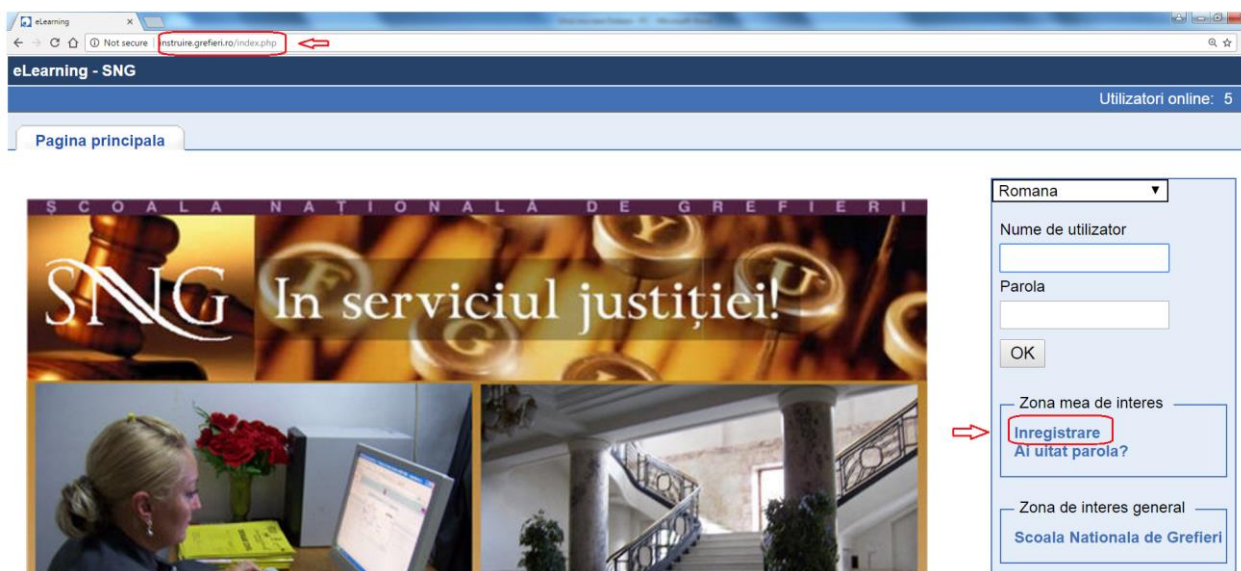 eLearning
Not secure
instruire.grefieri.ro/index.php
eLearning - SNG
Utilizatori online: 5
Pagina principala
ȘCOALA NAȚIONALĂ DE GREFIERI
SNG In serviciul justiției!
Romana
Nume de utilizator
Parola
OK
Zona mea de interes
Inregistrare
Ai uitat parola?
Zona de interes general
Scoala Nationala de Grefieri